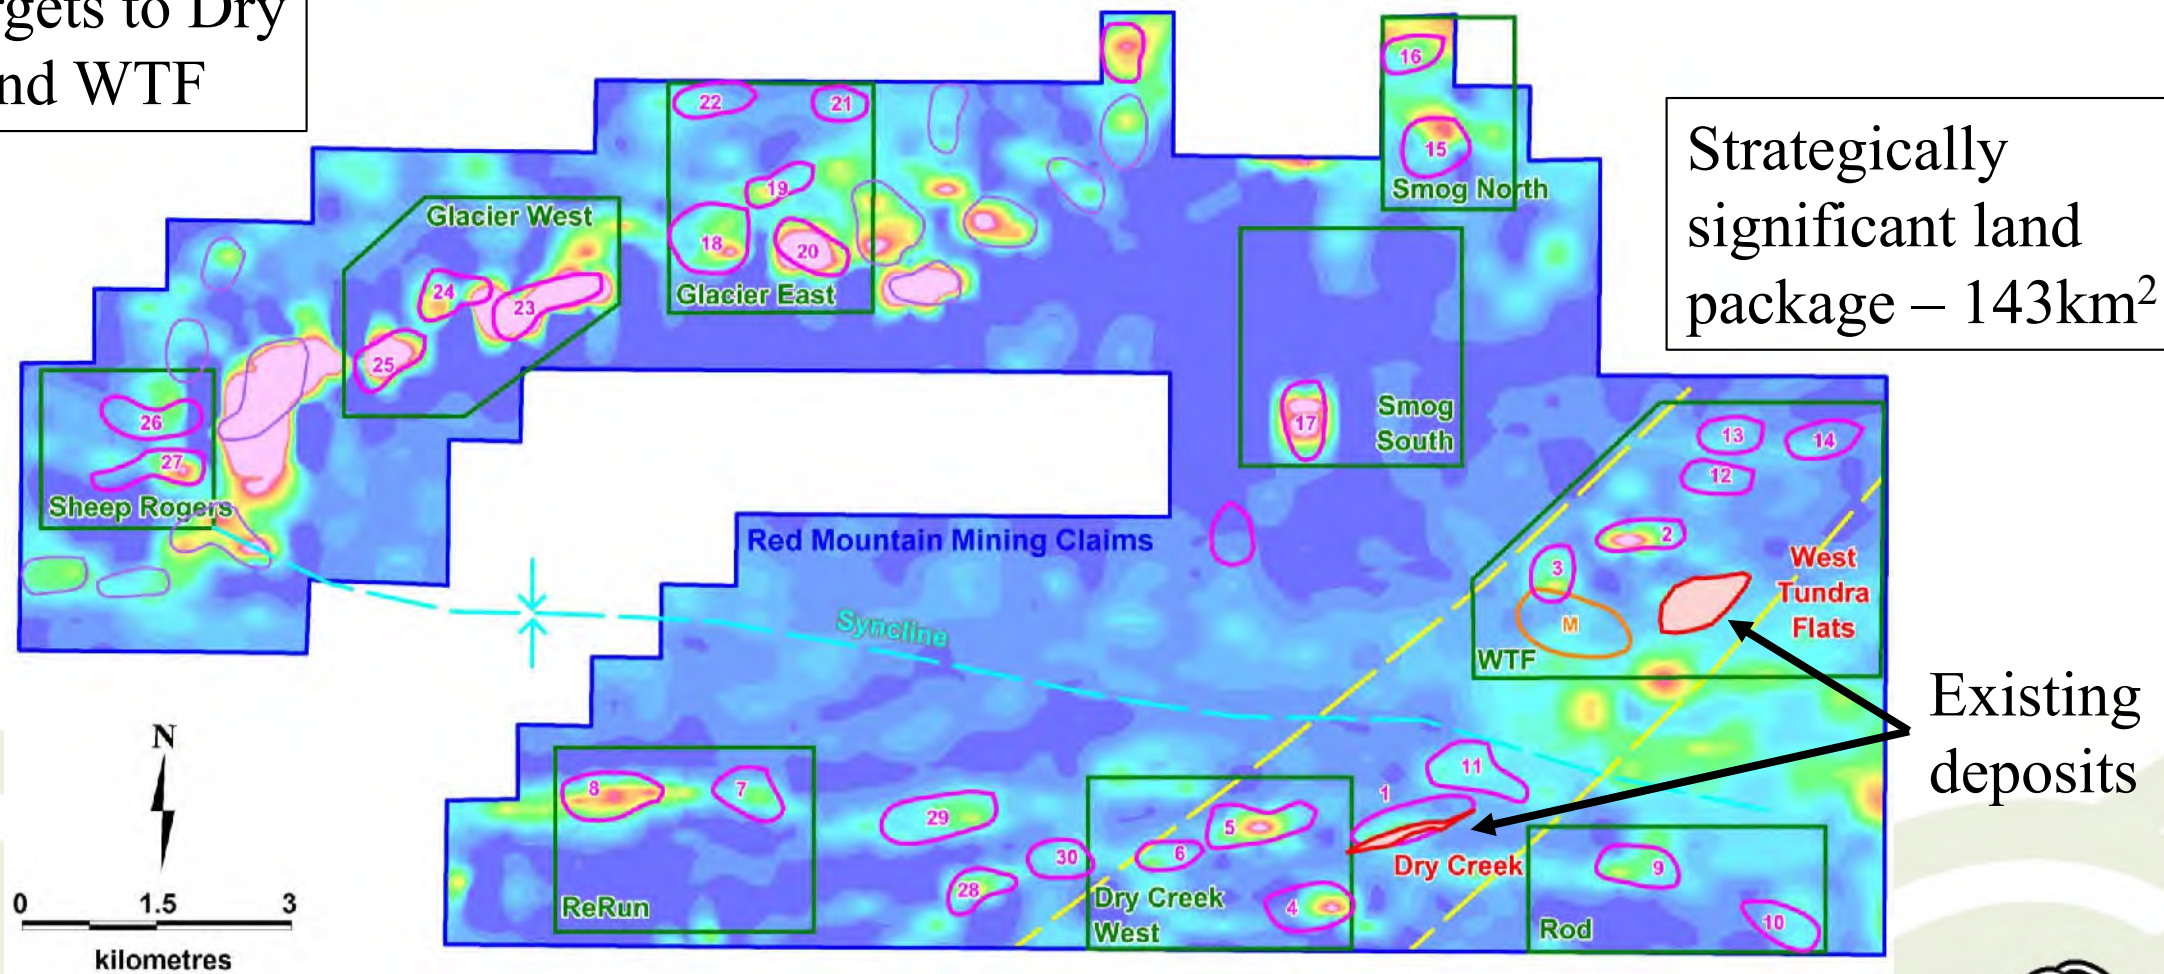 rgets to Dry
nd WTF
Strategically
significant land
package – 143km²
16
15
Smog North
22
21
19
18
20
Glacier East
Glacier West
24
23
25
26
27
Sheep Rogers
17
Smog
South
13
14
12
2
3
M
West
Tundra
Flats
WTF
Red Mountain Mining Claims
Syncline
Existing
deposits
N
0 1.5 3
kilometres
8
7
ReRun
29
30
28
5
6
4
Dry Creek
West
1
11
Dry Creek
9
10
Rod